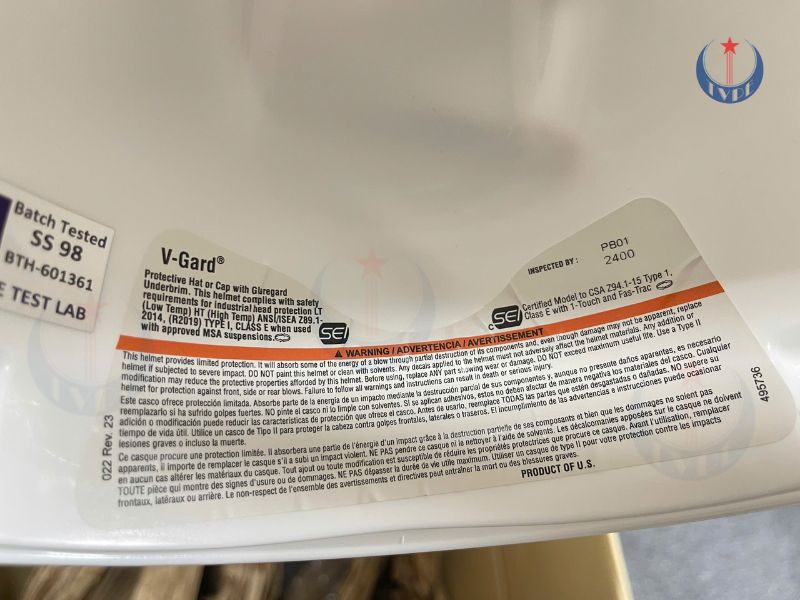 TVPE
Batch Tested
SS 98
BTH-601361
E TEST LAB
V-Gard®
Protective Hat or Cap with Gluregard
Underbrim. This helmet complies with safety
requirements for industrial head protection LT
(Low Temp) HT (High Temp) ANSI/ISEA Z89.1-
2014, (R2019) TYPE I, CLASS E when used
with approved MSA suspensions.
SEI
INSPECTED BY :
PB01
2400
c SEI
Certified Model to CSA Z94.1-15 Type 1,
Class E with 1-Touch and Fas-Trac
WARNING / ADVERTENCIA / AVERTISSEMENT
This helmet provides limited protection. It will absorb some of the energy of a blow through partial destruction of its components and, even though damage may not be apparent, replace
helmet if subjected to severe impact. DO NOT paint this helmet or clean with solvents. Any decals applied to the helmet must not adversely affect the helmet materials. Any addition or
modification may reduce the protective properties afforded by this helmet. Before using, replace ANY part showing wear or damage. DO NOT exceed maximum useful life. Use a Type II
helmet for protection against front, side or rear blows. Failure to follow all warnings and instructions can result in death or serious injury.
Este casco ofrece protección limitada. Absorbe parte de la energía de un impacto mediante la destrucción parcial de sus componentes y, aunque no presente daños aparentes, es necesario
reemplazarlo si ha sufrido golpes fuertes. NO pinte el casco ni lo limpie con solventes. Si se aplican adhesivos, estos no deben afectar de manera negativa los materiales del casco. Cualquier
adición o modificación puede reducir las características de protección que ofrece el casco. Antes de usarlo, reemplace TODAS las partes que estén desgastadas o dañadas. NO supere su
tiempo de vida útil. Utilice un casco de Tipo II para proteger la cabeza contra golpes frontales, laterales o traseros. El incumplimiento de las advertencias e instrucciones puede ocasionar
lesiones graves o incluso la muerte.
Ce casque procure une protection limitée. Il absorbera une partie de l'énergie d'un impact grâce à la destruction partielle de ses composants et bien que les dommages ne soient pas
apparents, il importe de remplacer le casque s'il a subi un impact violent. NE PAS peindre ce casque ni le nettoyer à l'aide de solvants. Les décalcomanies apposées sur le casque ne doivent
en aucun cas altérer les matériaux du casque. Tout ajout ou toute modification est susceptible de réduire les propriétés protectrices que procure ce casque. Avant l'utilisation, remplacer
TOUTE pièce qui montre des signes d'usure ou de dommages. NE PAS dépasser la durée de vie utile maximum. Utiliser un casque de type II pour votre protection contre les impacts
frontaux, latéraux ou arrière. Le non-respect de l'ensemble des avertissements et directives peut entraîner la mort ou des blessures graves.
PRODUCT OF U.S.
022 Rev. 23
495736